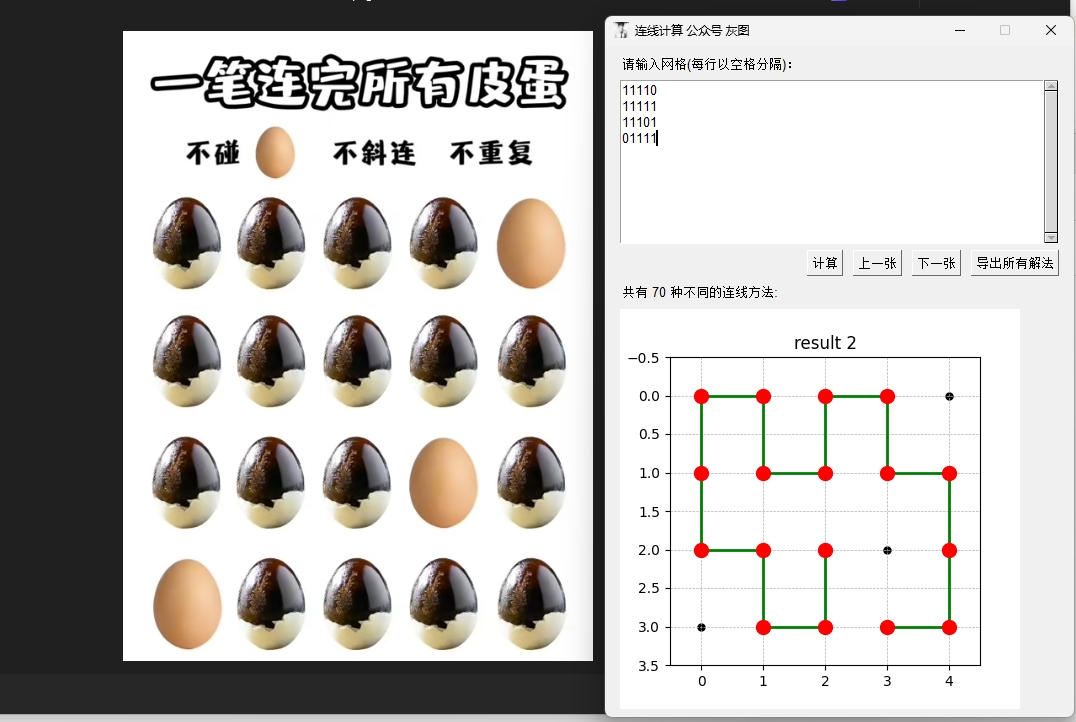 一笔连完所有皮蛋
不碰 不斜连 不重复
连线计算 公众号 灰图
请输入网格(每行以空格分隔):
11110
11111
11101
01111
计算 上一张 下一张 导出所有解法
共有 70 种不同的连线方法:
result 2
−0.5
0.0
0.5
1.0
1.5
2.0
2.5
3.0
3.5
0 1 2 3 4